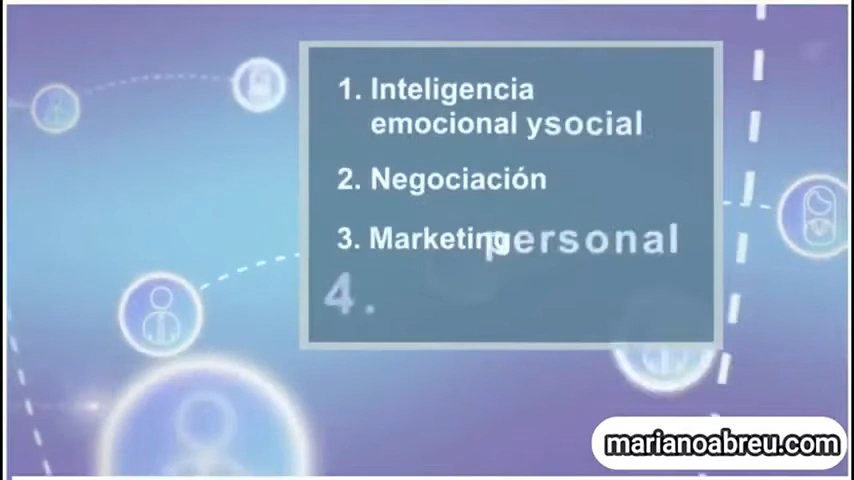 1. Inteligencia
emocional ysocial
2. Negociación
3. Marketing personal
4.
marianoabreu.com